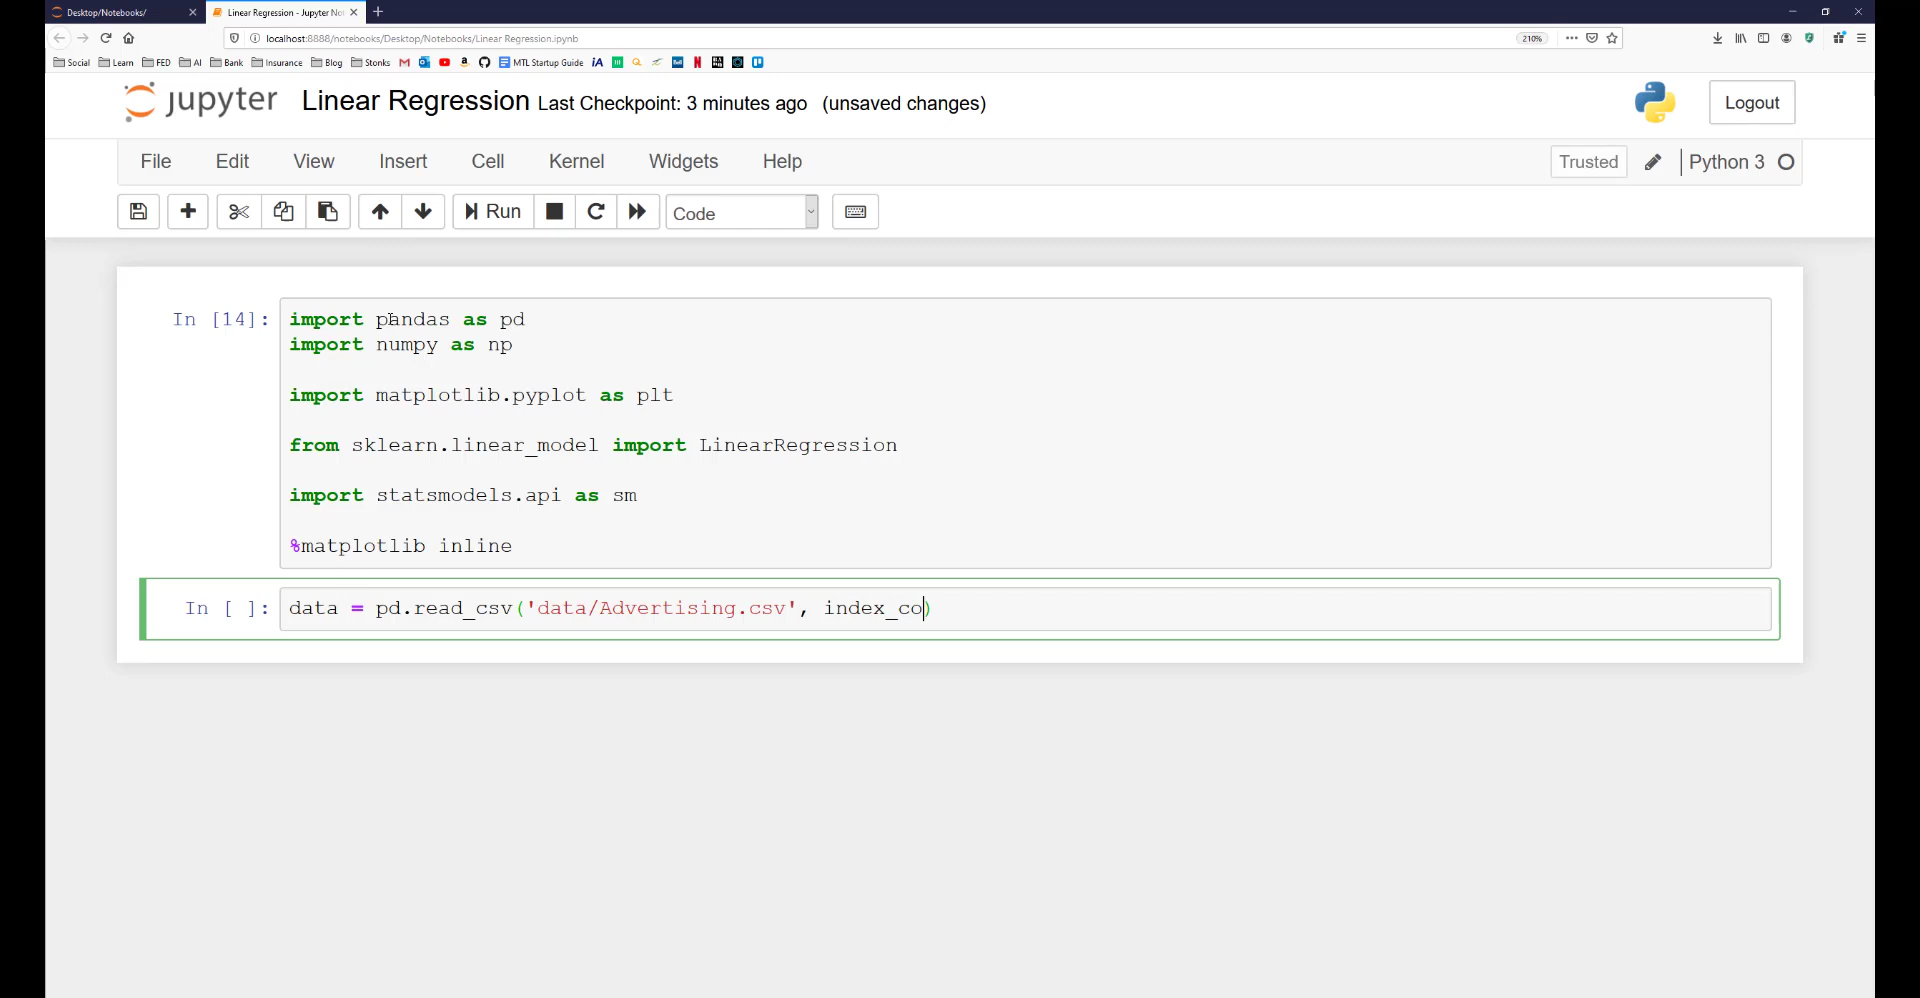 Desktop/Notebooks/
Linear Regression - Jupyter No
localhost:8888/notebooks/Desktop/Notebooks/Linear Regression.ipynb
210%
Social Learn FED AI Bank Insurance Blog Stonks MTL Startup Guide iA
jupyter Linear Regression Last Checkpoint: 3 minutes ago (unsaved changes)
Logout
File Edit View Insert Cell Kernel Widgets Help
Trusted Python 3
Run Code
In [14]: import pandas as pd
import numpy as np
import matplotlib.pyplot as plt
from sklearn.linear_model import LinearRegression
import statsmodels.api as sm
%matplotlib inline
In [ ]: data = pd.read_csv('data/Advertising.csv', index_co)